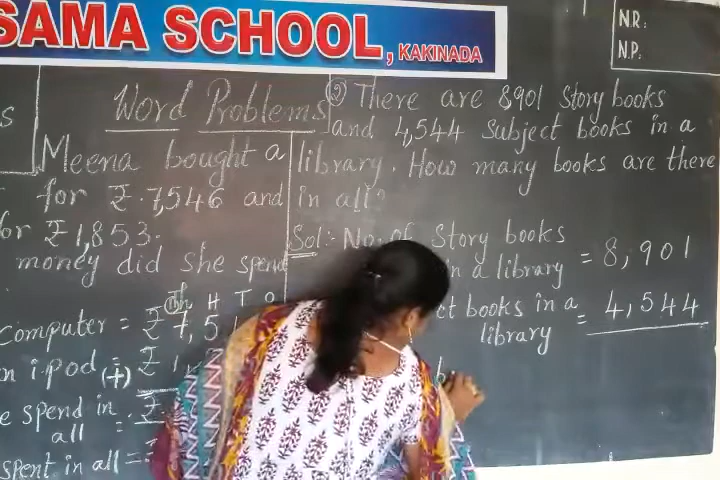 SAMA SCHOOL, KAKINADA
N.R:
N.P:
s
Word Problems
Meena bought a
for ₹.7,546 and
for ₹1,853.
money did she spend
Th H T O
Computer = ₹7,5
i.pod = ₹1,
(+)
e spend in
all = ₹
spent in all =
② There are 8901 Story books
and 4,544 Subject books in a
library. How many books are there
in all?
Sol:- No. of Story books
in a library = 8,901
ct books in a
library = 4,544
b